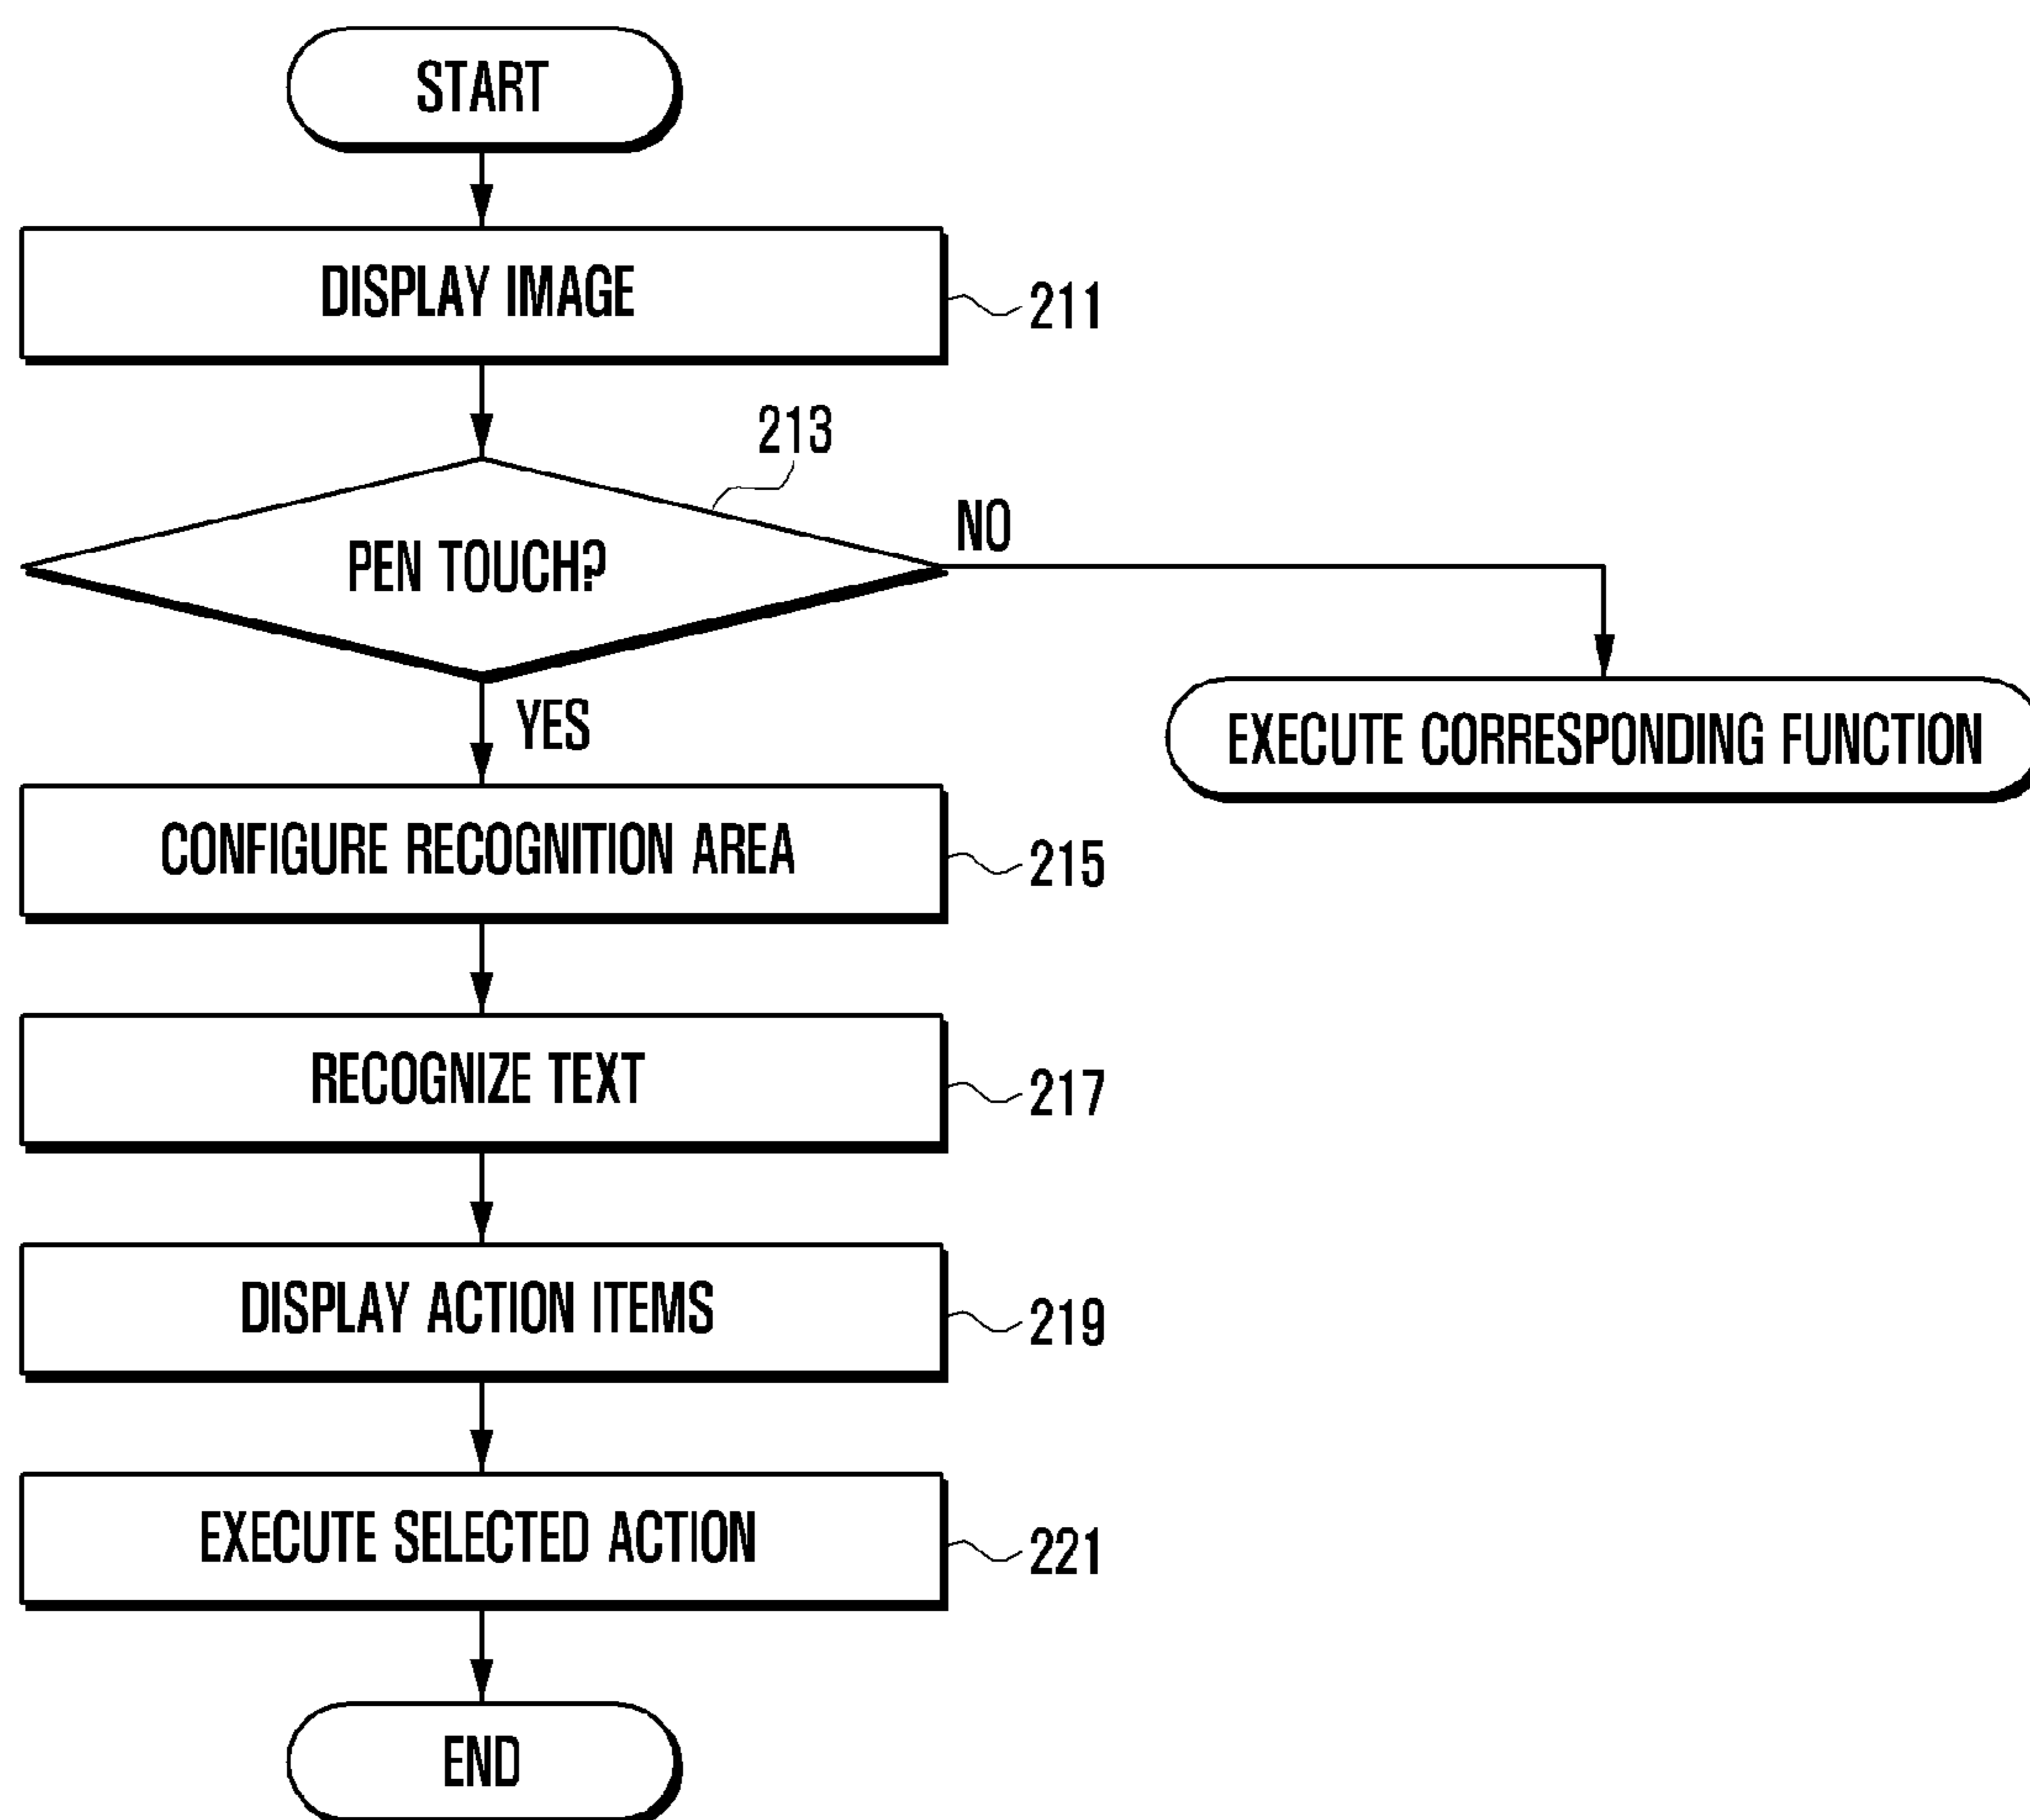 START
DISPLAY IMAGE
211
213
PEN TOUCH?
NO
YES
EXECUTE CORRESPONDING FUNCTION
CONFIGURE RECOGNITION AREA
215
RECOGNIZE TEXT
217
DISPLAY ACTION ITEMS
219
EXECUTE SELECTED ACTION
221
END